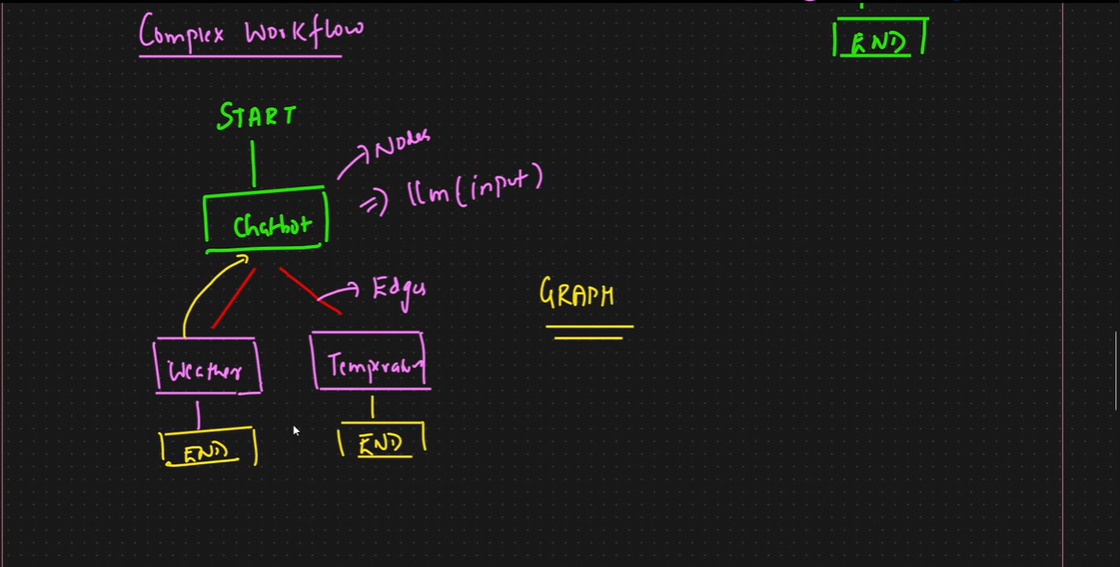 Complex Workflow
END
START
Nodes
⇒ llm(input)
Chatbot
Edges
GRAPH
Weather
END
END